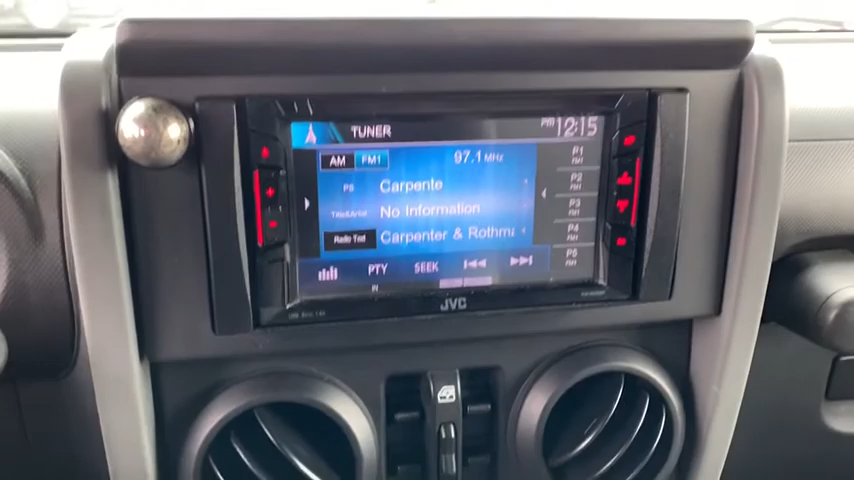 TUNER
PM 12:15
AM FM1
97.1 MHz
PS Carpente
Title/Artist No Information
Radio Text Carpenter & Rothmu
P1 FM1
P2 FM1
P3 FM1
P4 FM1
P5 FM1
PTY SEEK
JVC